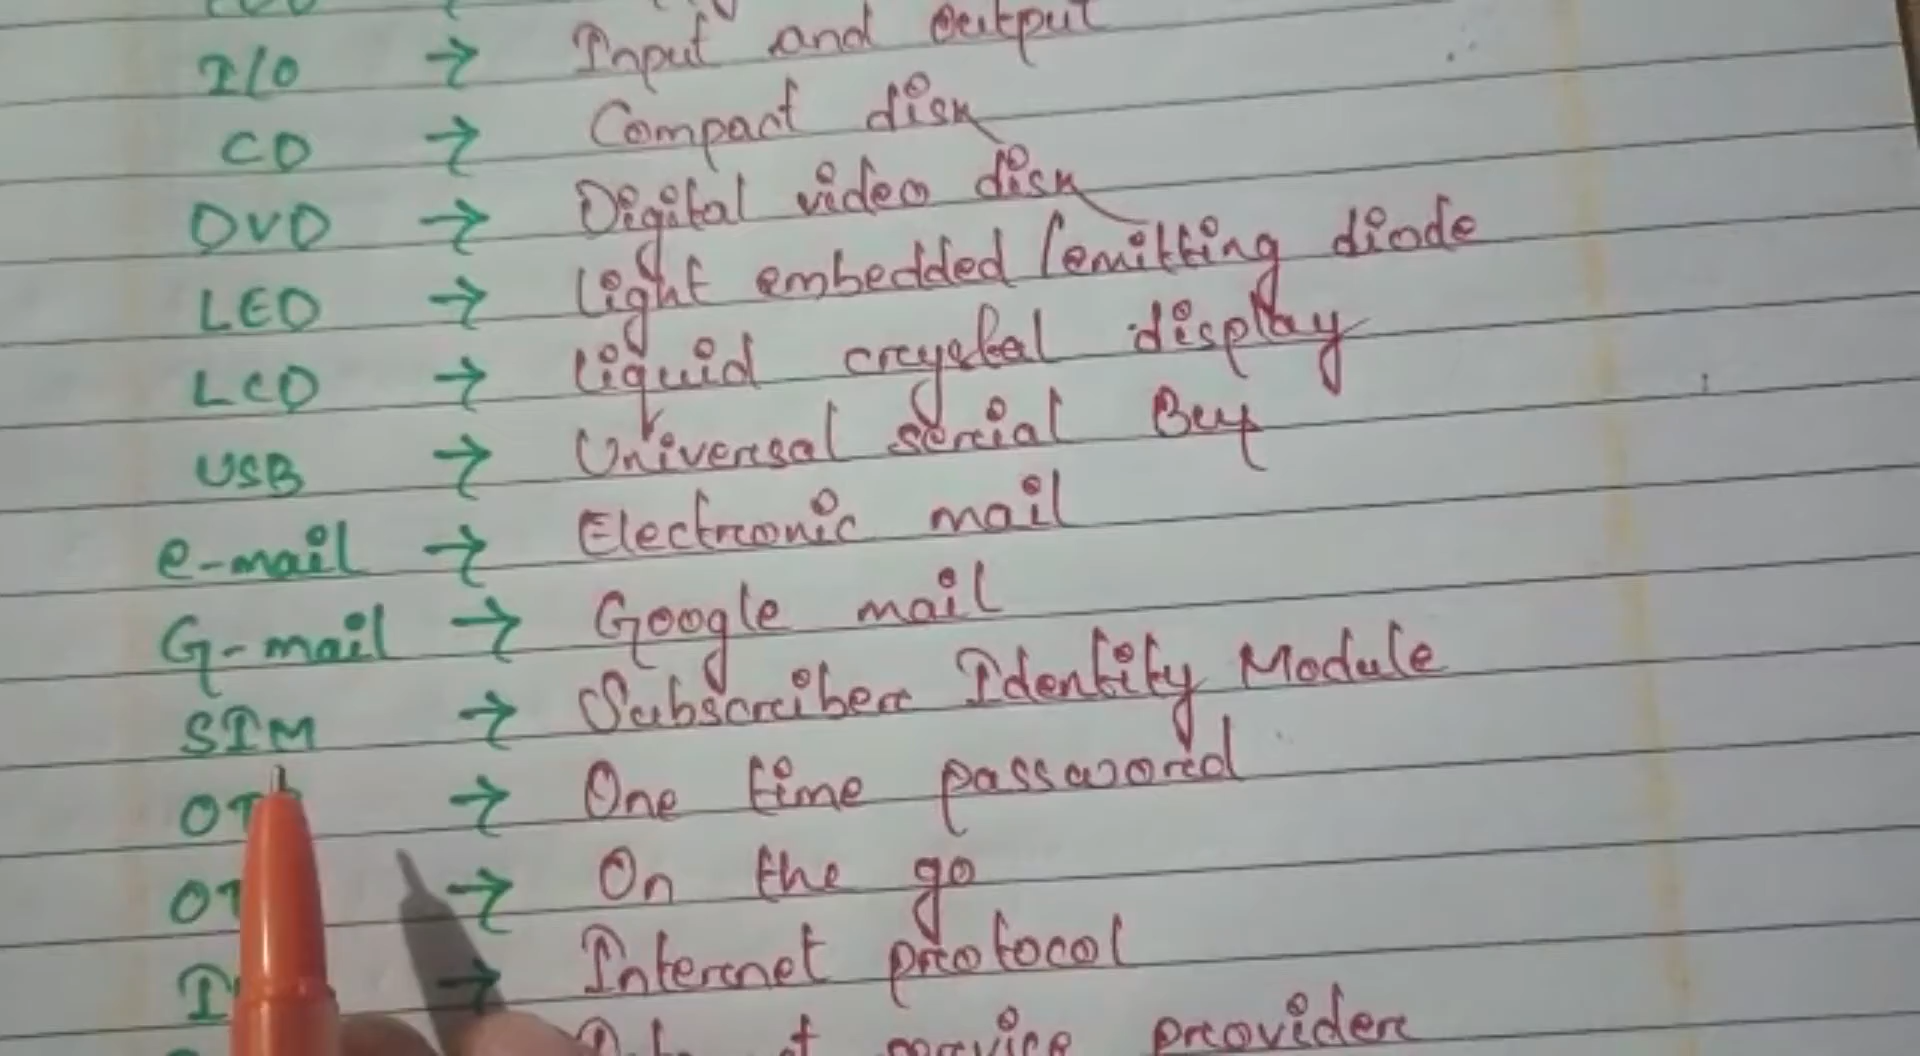 I/O → Input and output
CD → Compact disk
DVD → Digital video disk
LED → Light embedded/emitting diode
LCD → Liquid crystal display
USB → Universal serial Bus
e-mail → Electronic mail
G-mail → Google mail
SIM → Subscriber Identity Module
→ One time password
→ On the go
→ Internet protocol
service provider